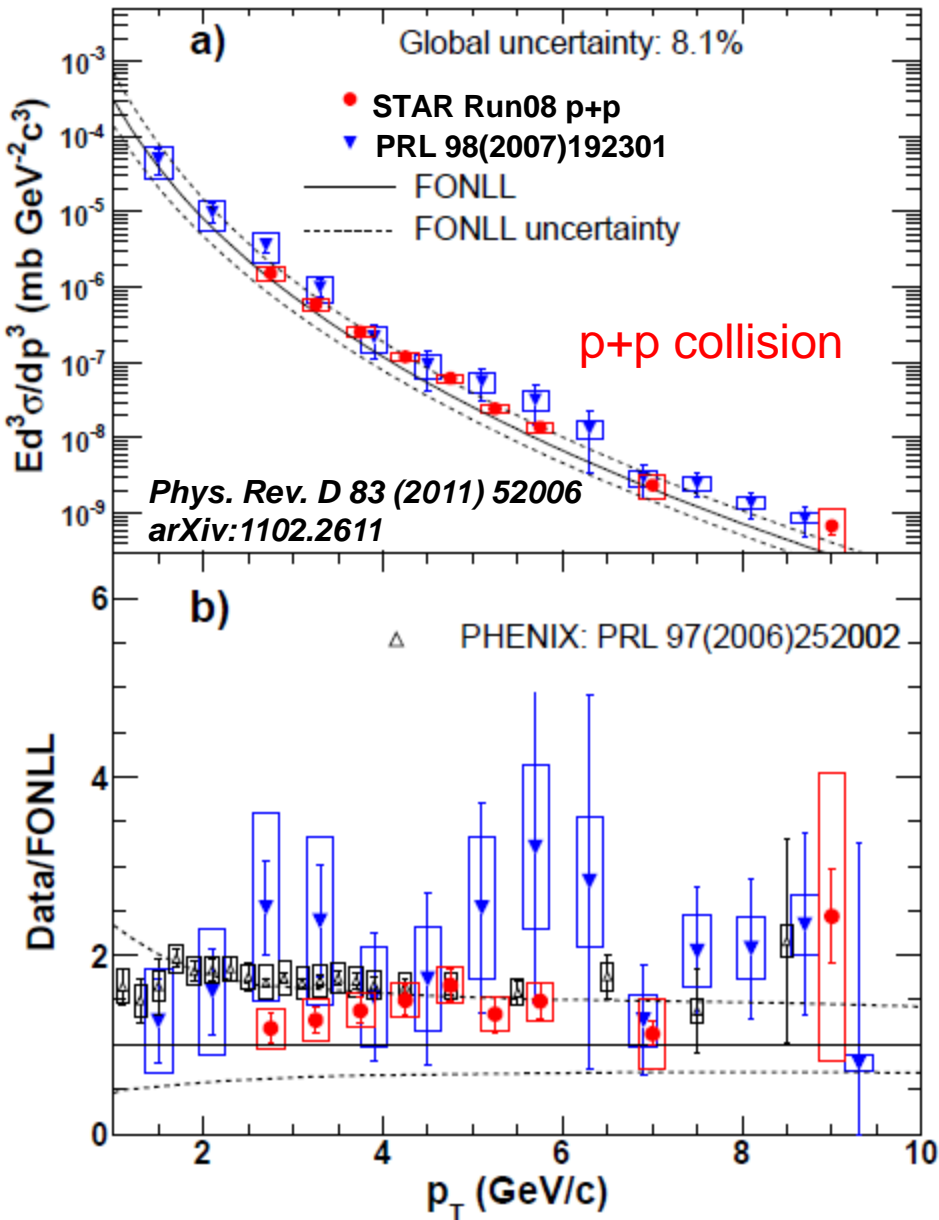 a)
Global uncertainty: 8.1%
STAR Run08 p+p
PRL 98(2007)192301
FONLL
FONLL uncertainty
p+p collision
Phys. Rev. D 83 (2011) 52006
arXiv:1102.2611
Ed³σ/dp³ (mb GeV⁻²c³)
10⁻³
10⁻⁴
10⁻⁵
10⁻⁶
10⁻⁷
10⁻⁸
10⁻⁹
b)
PHENIX: PRL 97(2006)252002
Data/FONLL
6
4
2
0
2 4 6 8 10
p_T (GeV/c)